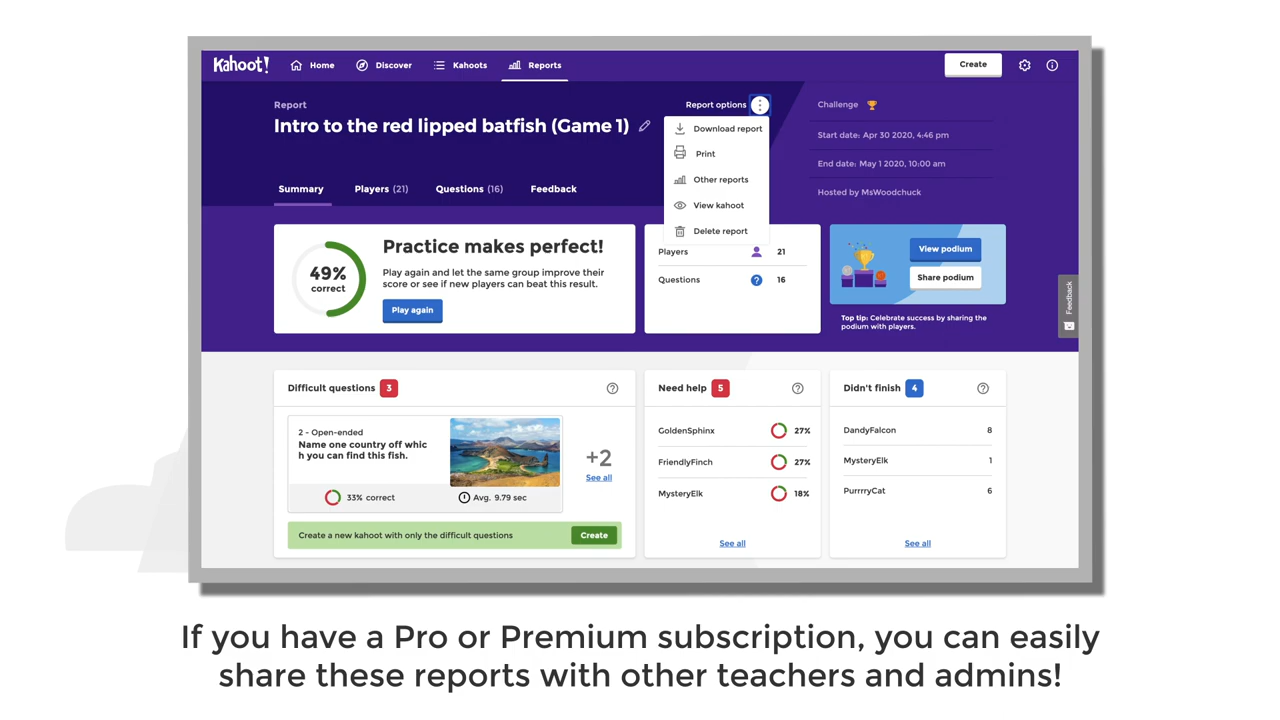 Kahoot!
Home
Discover
Kahoots
Reports
Create
Report
Intro to the red lipped batfish (Game 1)
Report options
Download report
Print
Other reports
View kahoot
Delete report
Challenge
Start date: Apr 30 2020, 4:46 pm
End date: May 1 2020, 10:00 am
Hosted by MsWoodchuck
Summary
Players (21)
Questions (16)
Feedback
49%
correct
Practice makes perfect!
Play again and let the same group improve their
score or see if new players can beat this result.
Play again
Players 21
Questions 16
View podium
Share podium
Top tip: Celebrate success by sharing the
podium with players.
Feedback
Difficult questions 3
2 - Open-ended
Name one country off whic
h you can find this fish.
33% correct
Avg. 9.79 sec
+2
See all
Create a new kahoot with only the difficult questions
Create
Need help 5
GoldenSphinx 27%
FriendlyFinch 27%
MysteryElk 18%
See all
Didn't finish 4
DandyFalcon 8
MysteryElk 1
PurrrryCat 6
See all
If you have a Pro or Premium subscription, you can easily
share these reports with other teachers and admins!